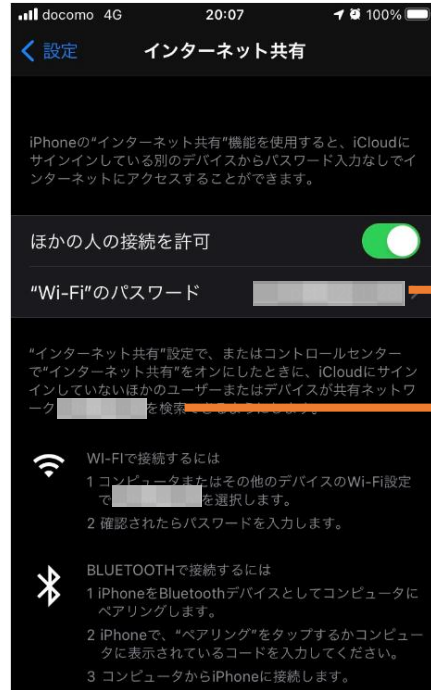 docomo 4G 20:07 100%
設定 インターネット共有
iPhoneの"インターネット共有"機能を使用すると、iCloudに
サインインしている別のデバイスからパスワード入力なしでイ
ンターネットにアクセスすることができます。
ほかの人の接続を許可
"Wi-Fi"のパスワード
"インターネット共有"設定で、またはコントロールセンター
で"インターネット共有"をオンにしたときに、iCloudにサイン
インしていないほかのユーザーまたはデバイスが共有ネットワ
ーク を検索できるようにします。
WI-FIで接続するには
1 コンピュータまたはその他のデバイスのWi-Fi設定
で を選択します。
2 確認されたらパスワードを入力します。
BLUETOOTHで接続するには
1 iPhoneをBluetoothデバイスとしてコンピュータに
ペアリングします。
2 iPhoneで、"ペアリング"をタップするかコンピュー
タに表示されているコードを入力してください。
3 コンピュータからiPhoneに接続します。